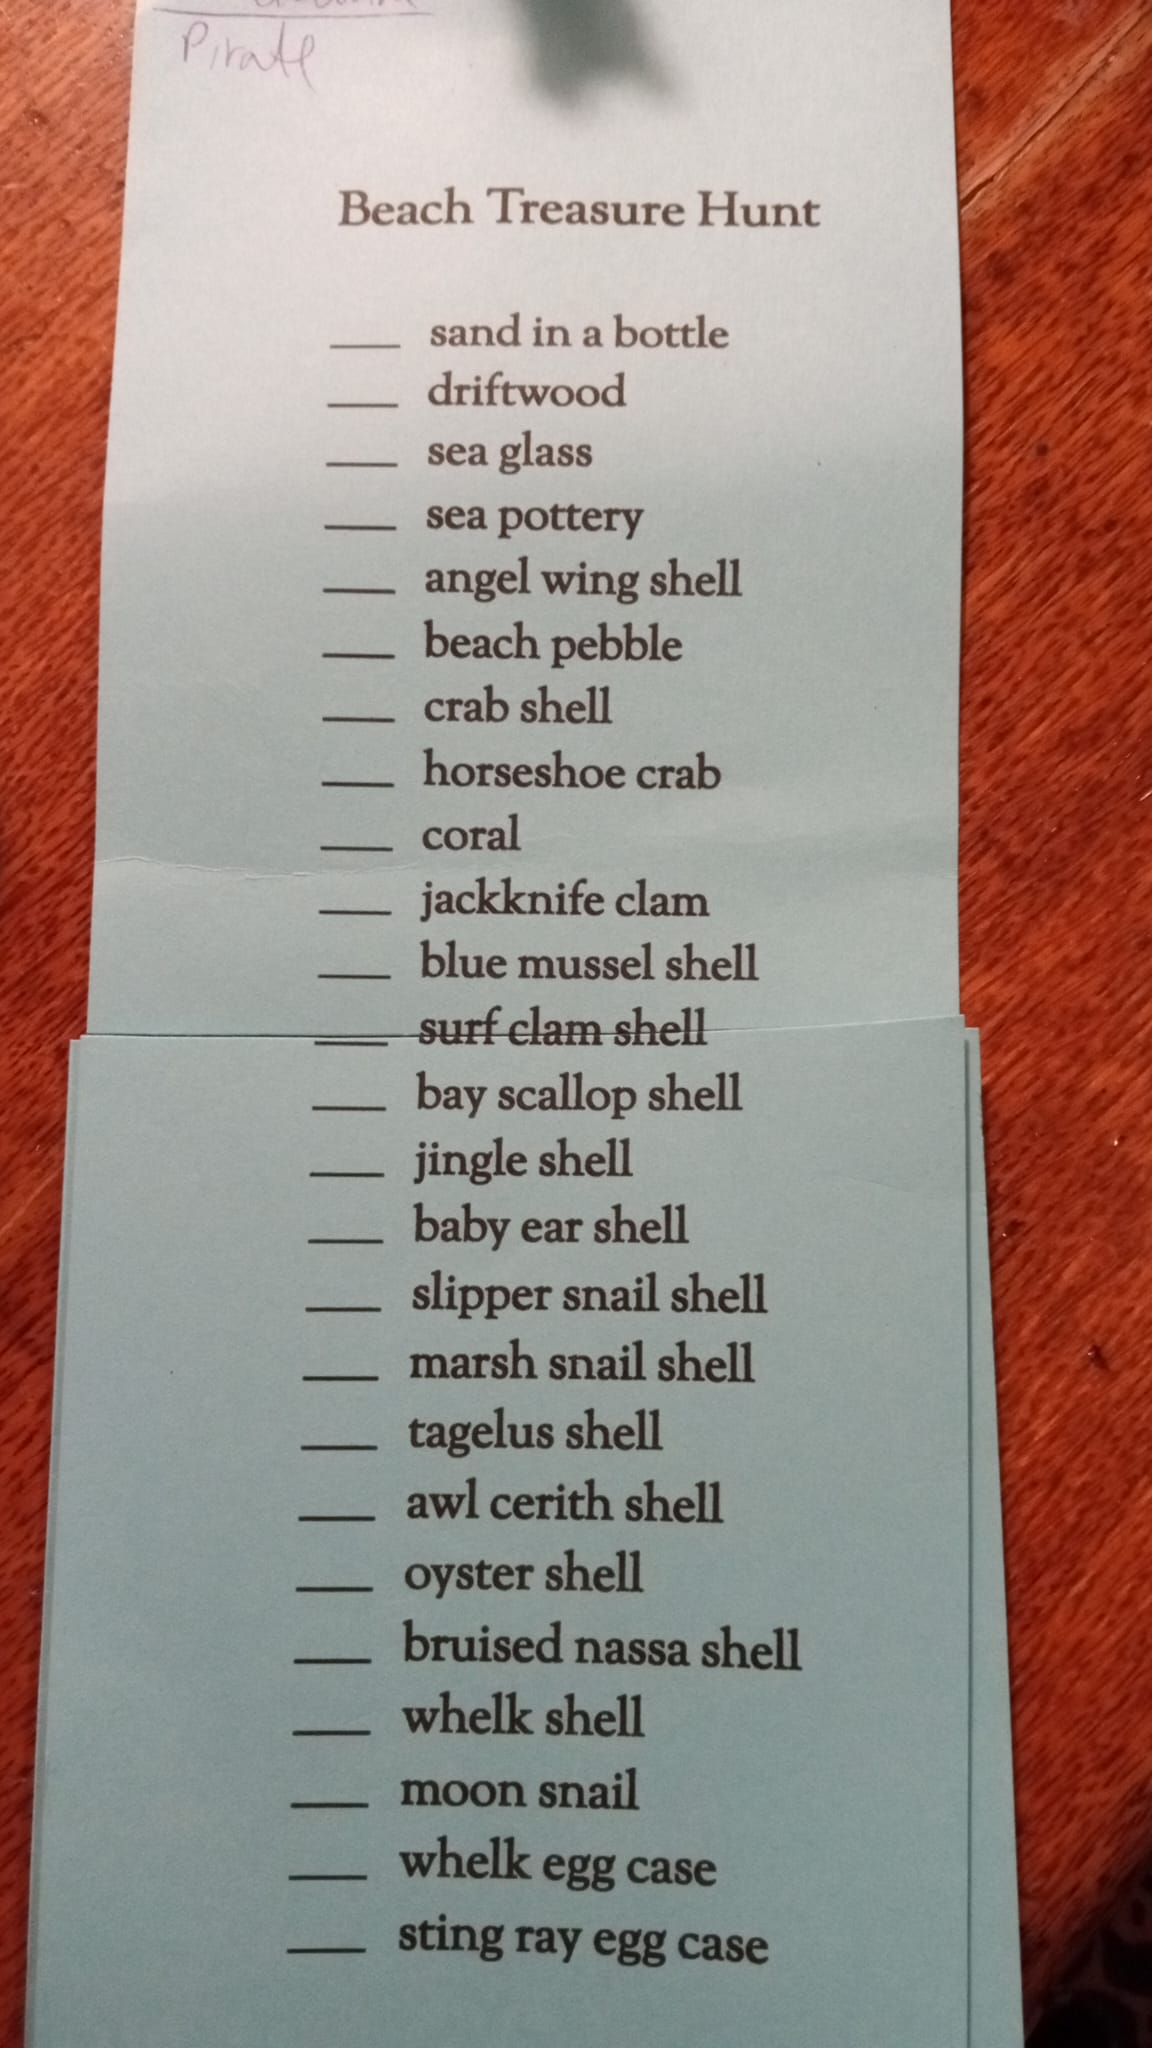 Pirate
Beach Treasure Hunt
___ sand in a bottle
___ driftwood
___ sea glass
___ sea pottery
___ angel wing shell
___ beach pebble
___ crab shell
___ horseshoe crab
___ coral
___ jackknife clam
___ blue mussel shell
___ surf clam shell
___ bay scallop shell
___ jingle shell
___ baby ear shell
___ slipper snail shell
___ marsh snail shell
___ tagelus shell
___ awl cerith shell
___ oyster shell
___ bruised nassa shell
___ whelk shell
___ moon snail
___ whelk egg case
___ sting ray egg case